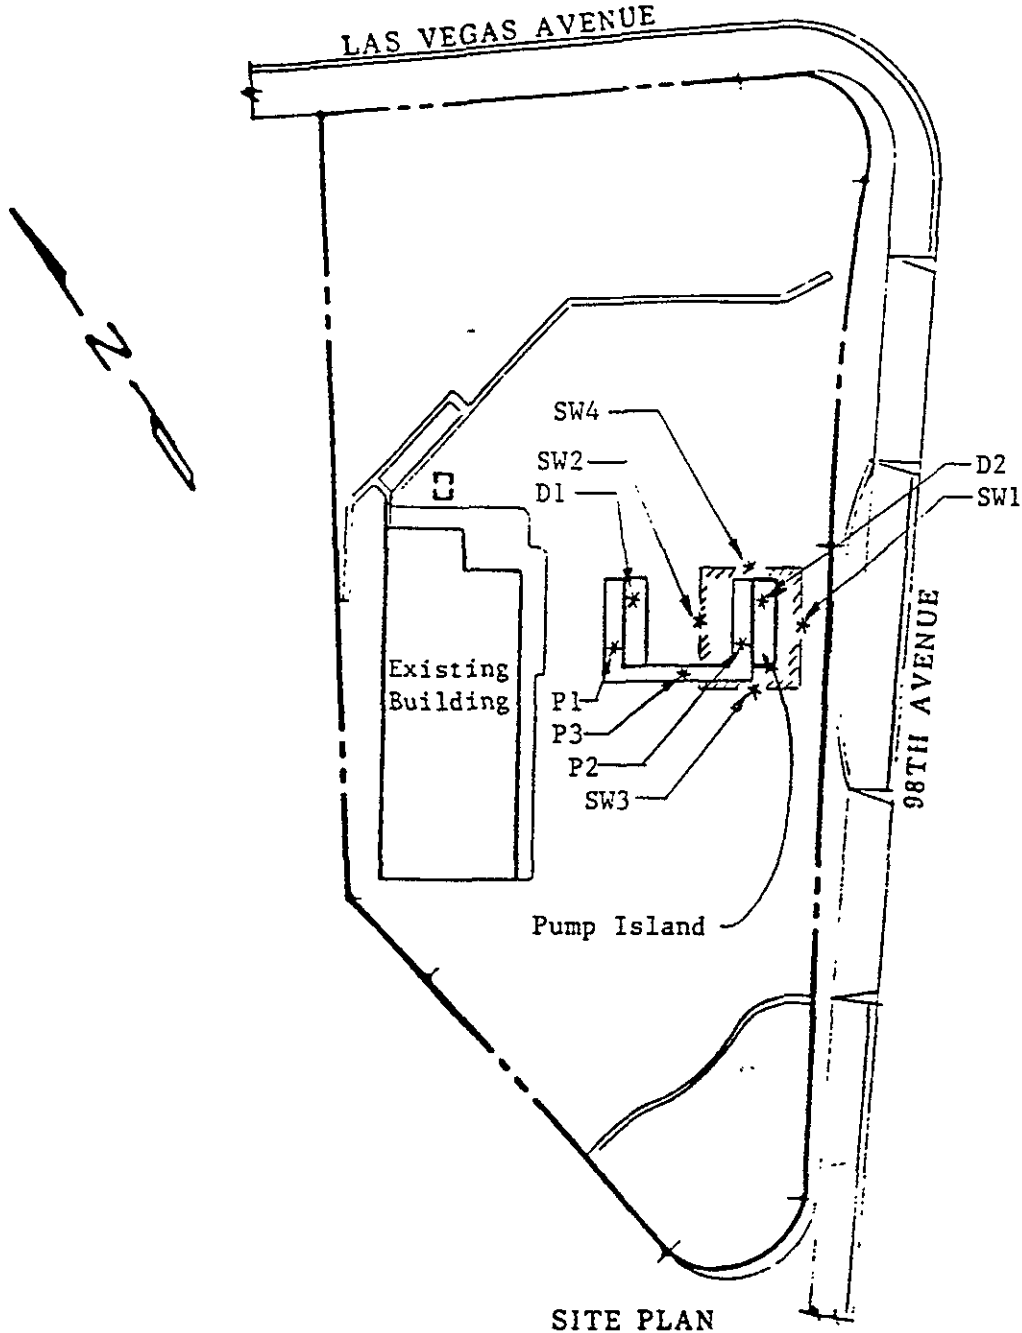 LAS VEGAS AVENUE
N
SW4
SW2
D1
D2
SW1
Existing
Building
P1
P3
P2
SW3
98TH AVENUE
Pump Island
SITE PLAN